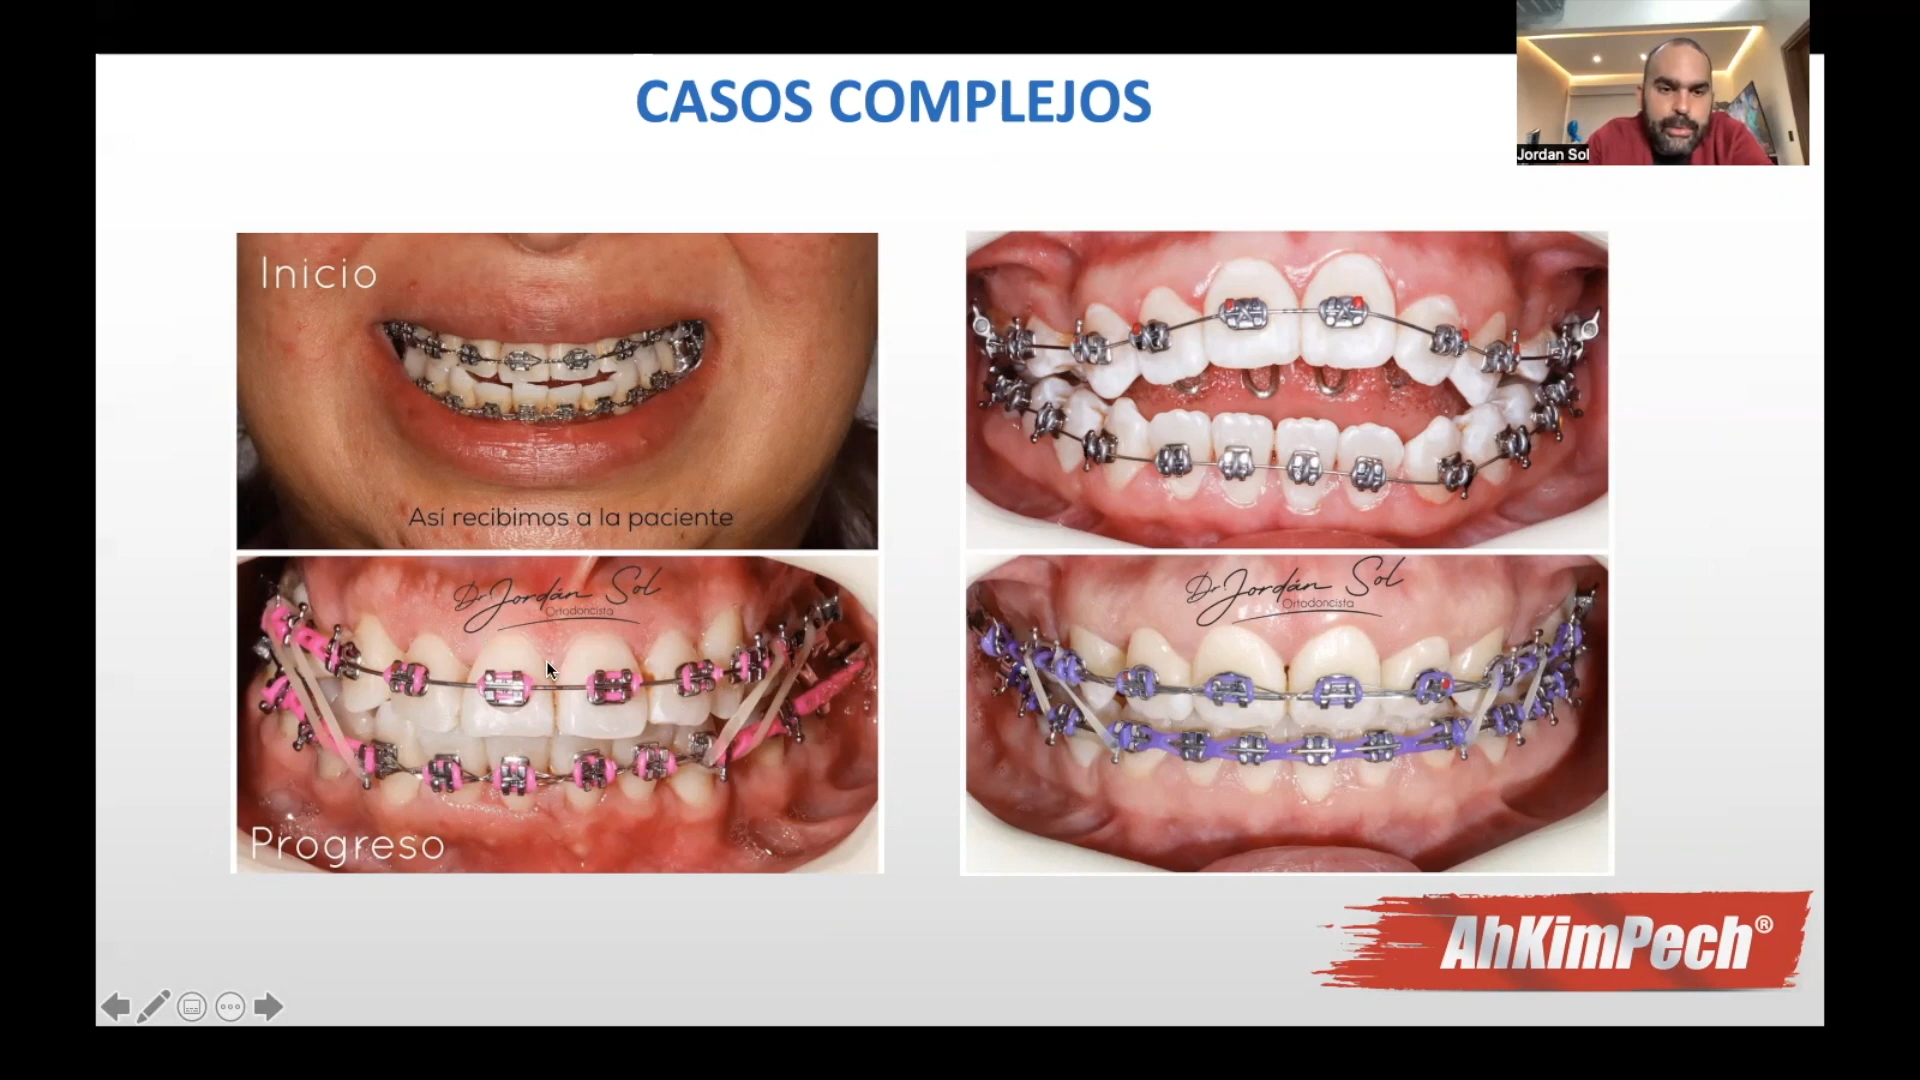 CASOS COMPLEJOS
Jordan Sol
Inicio
Así recibimos a la paciente
Dr Jordán Sol
Ortodoncista
Progreso
Dr Jordán Sol
Ortodoncista
AhKimPech®